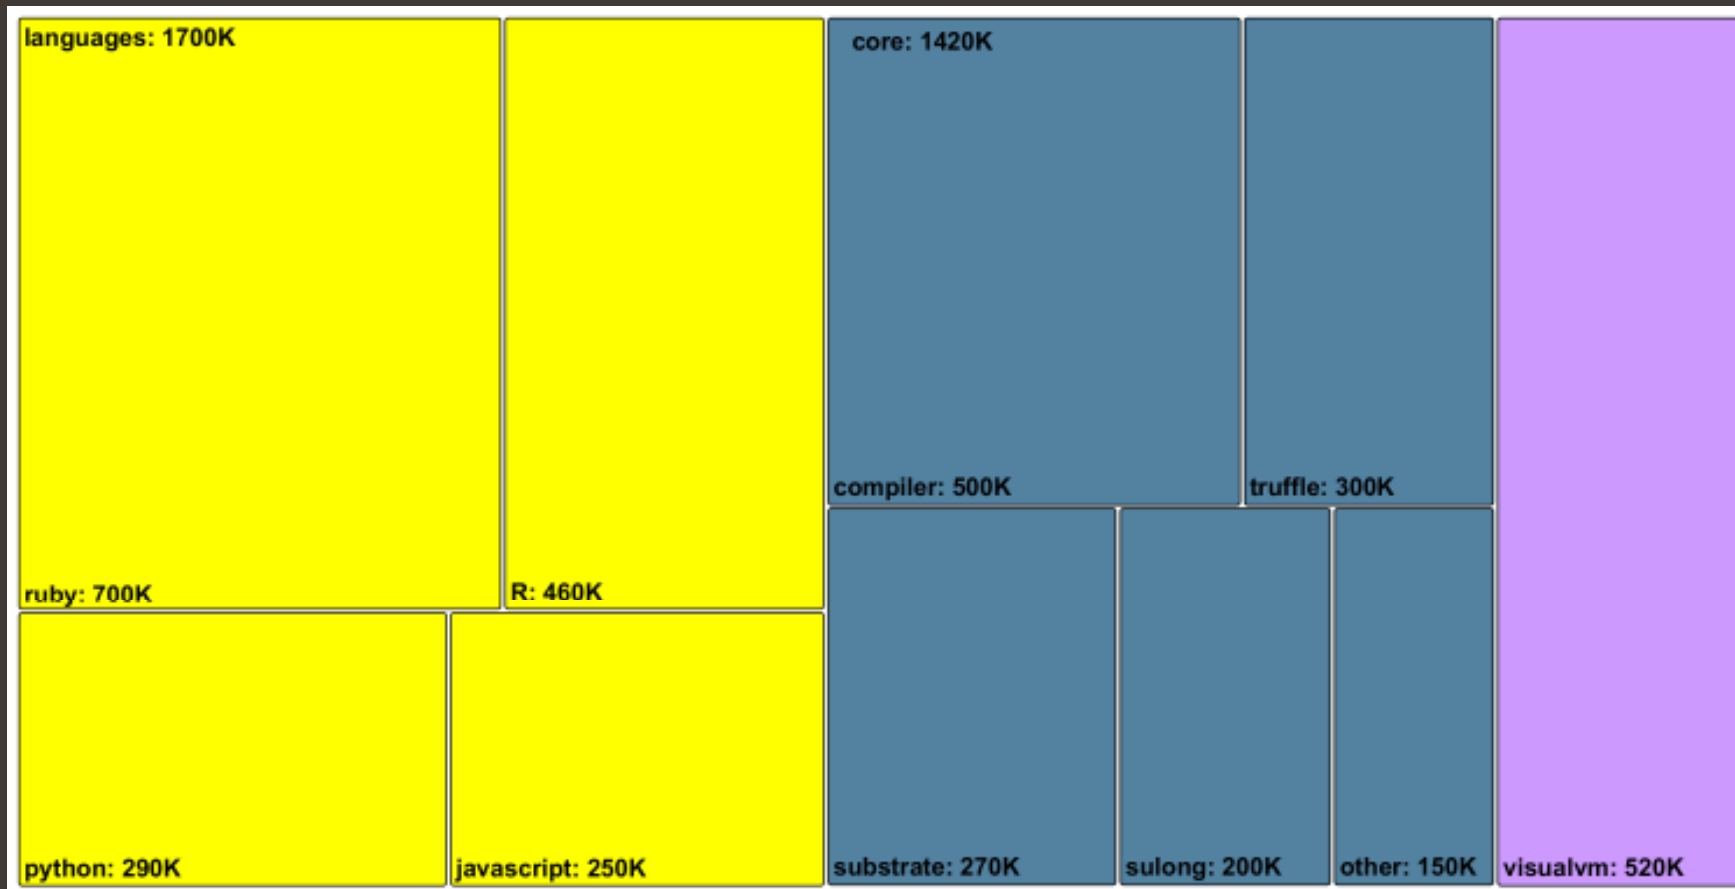 languages: 1700K
core: 1420K
compiler: 500K
truffle: 300K
ruby: 700K
R: 460K
python: 290K
javascript: 250K
substrate: 270K
sulong: 200K
other: 150K
visualvm: 520K